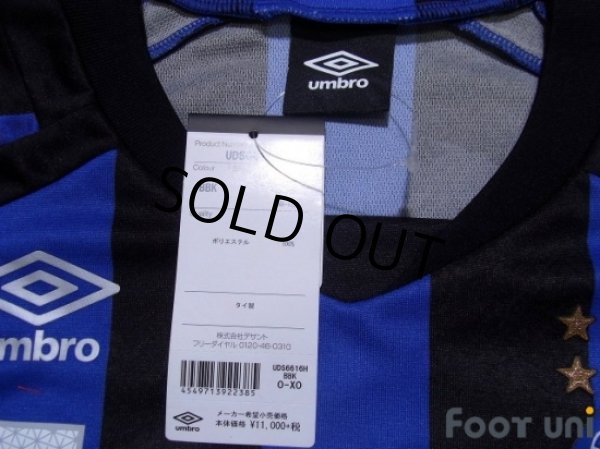 umbro
Product Number
UDS
Colour
BBK
SOLD OUT
ポリエステル 100%
タイ製
株式会社デサント
フリーダイヤル 0120-46-0310
UDS6616H
BBK
O-XO
4549713922385
umbro
メーカー希望小売価格
本体価格 ¥11,000+税
umbro
Foot uni